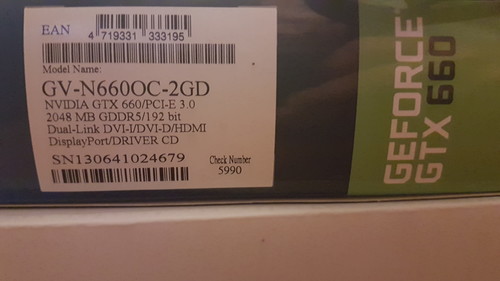 EAN
4 719331 333195
Model Name:
GV-N660OC-2GD
NVIDIA GTX 660/PCI-E 3.0
2048 MB GDDR5/192 bit
Dual-Link DVI-I/DVI-D/HDMI
DisplayPort/DRIVER CD
SN130641024679
Check Number
5990
GEFORCE
GTX 660